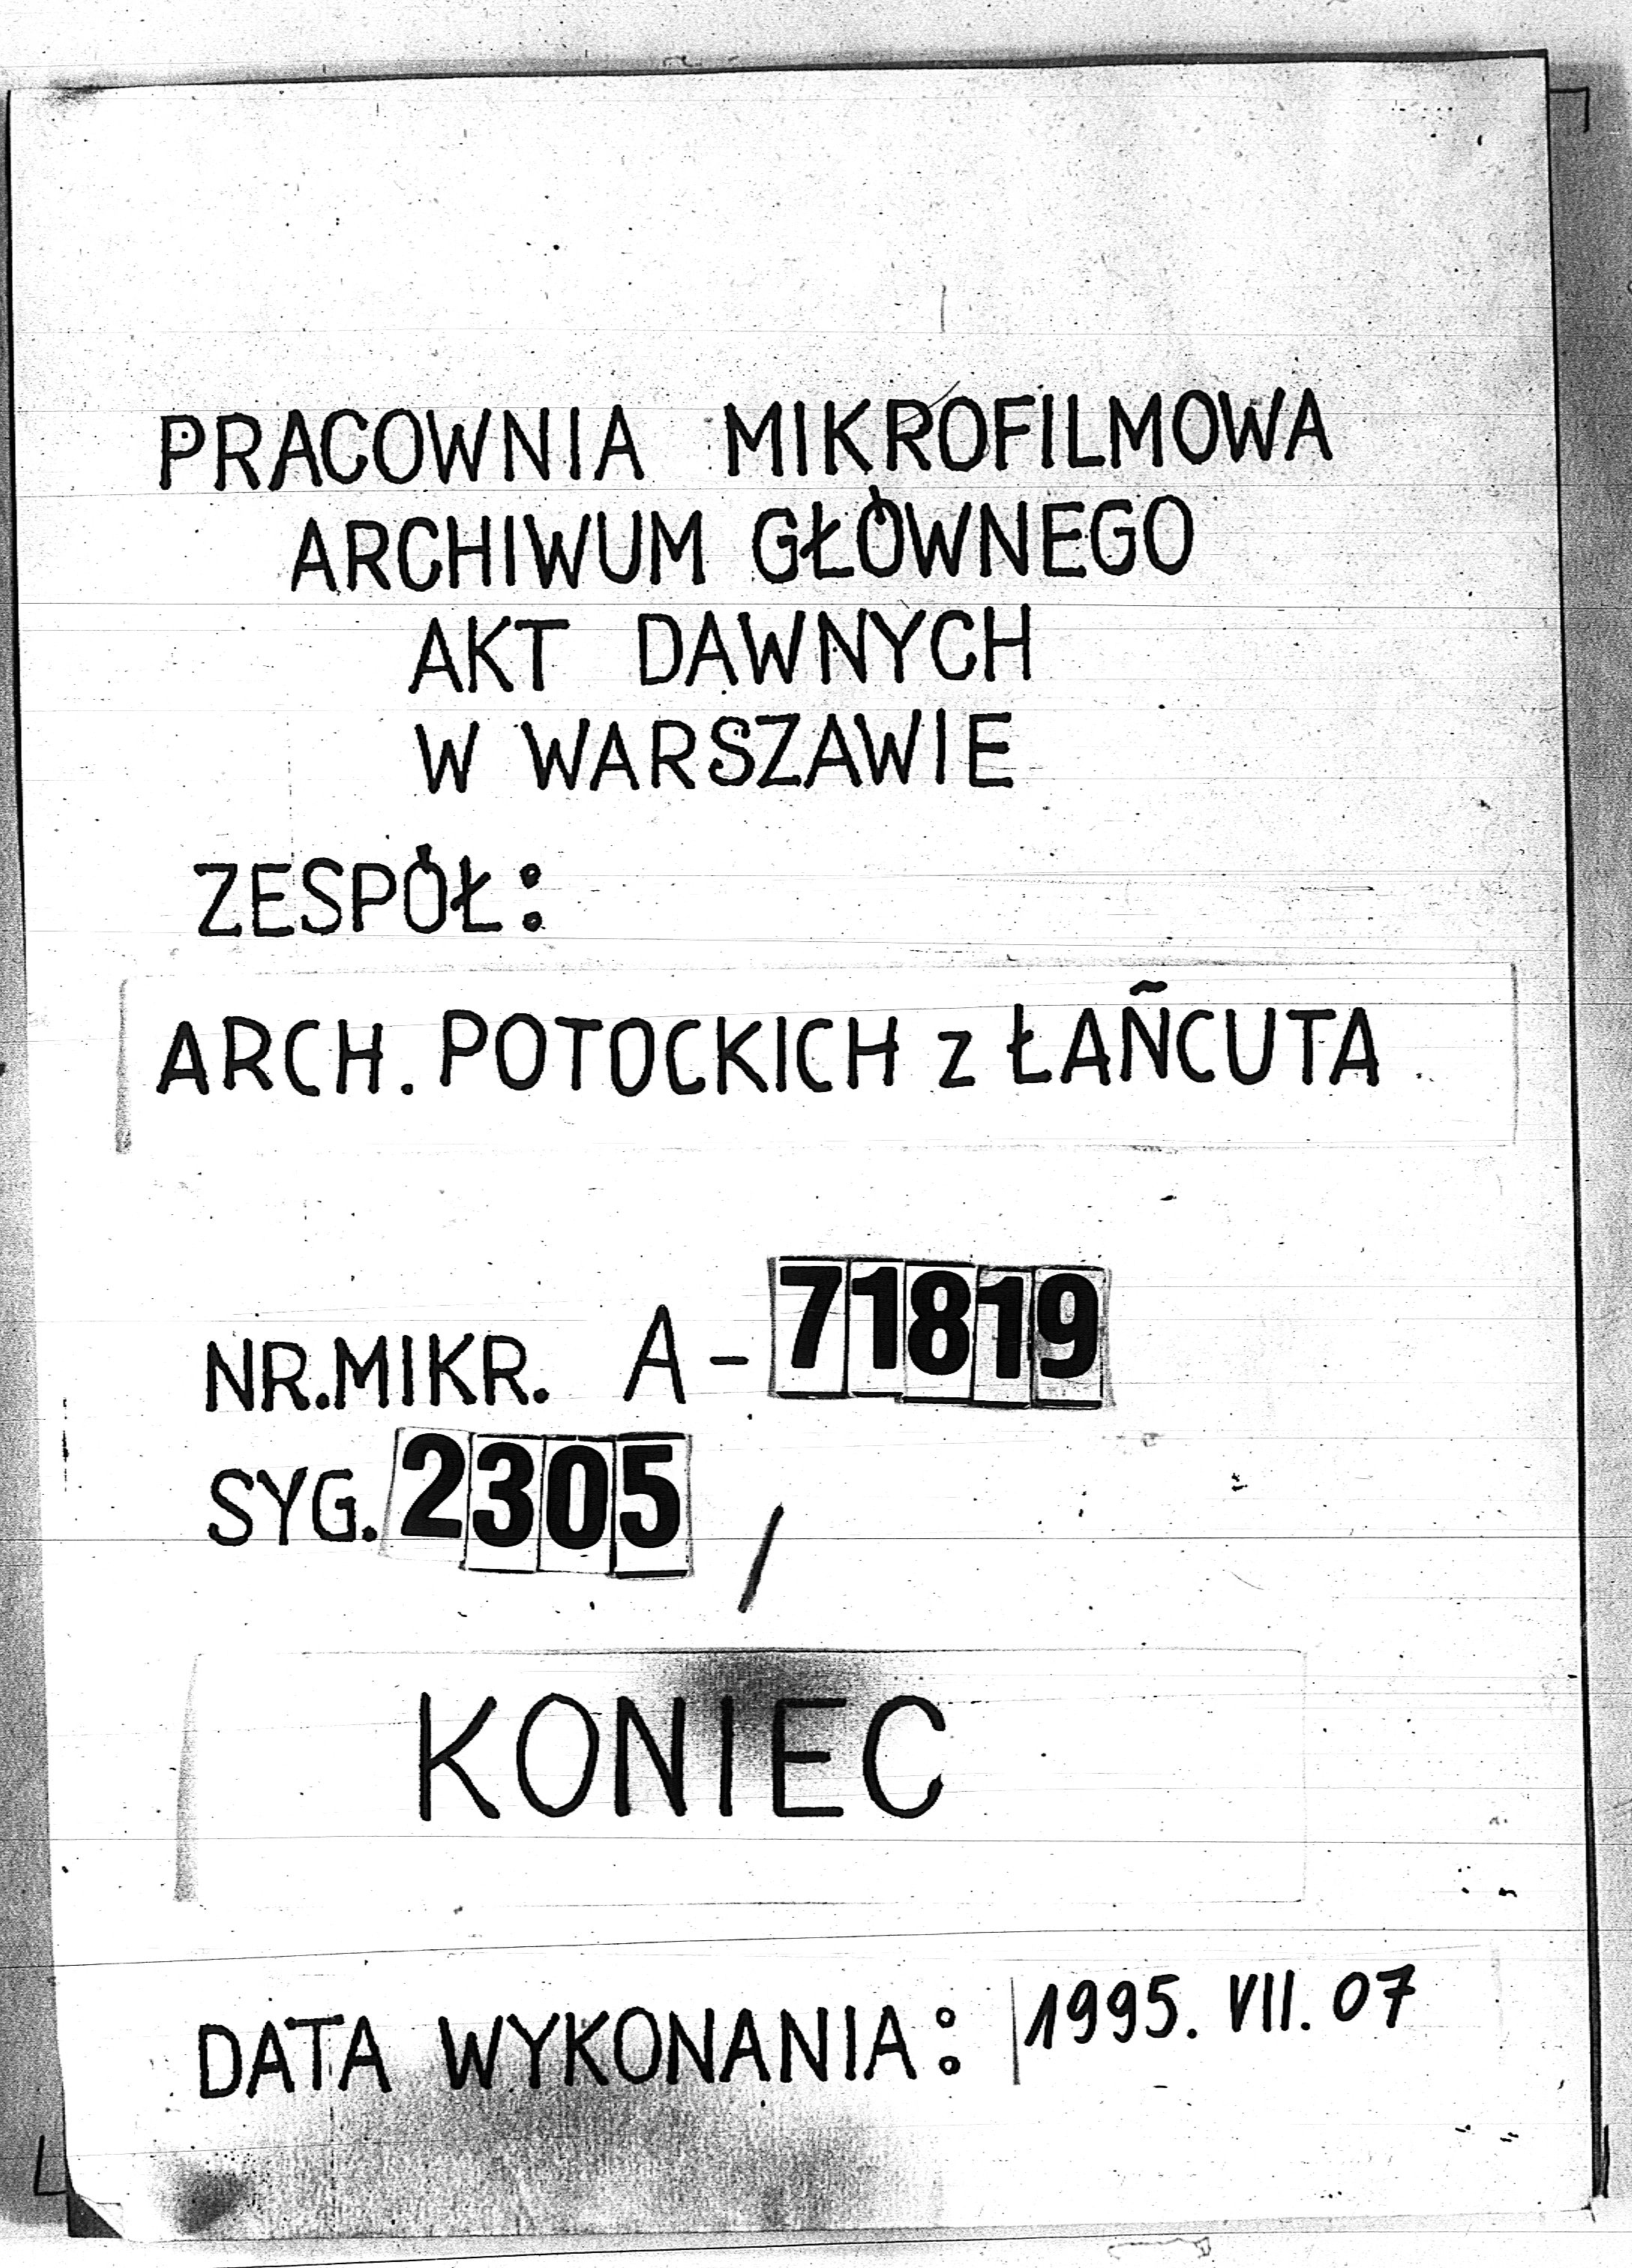 PRACOWNIA MIKROFILMOWA
ARCHIWUM GŁÓWNEGO
AKT DAWNYCH
W WARSZAWIE
ZESPÓŁ:
ARCH. POTOCKICH z ŁAŃCUTA
NR.MIKR. A-71819
SYG. 2305 /
KONIEC
DATA WYKONANIA: 1995. VII. 07